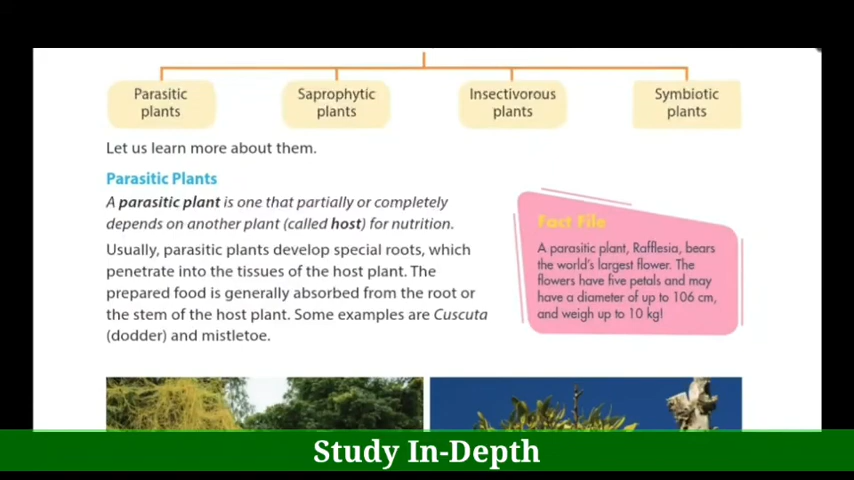 Parasitic
plants
Saprophytic
plants
Insectivorous
plants
Symbiotic
plants
Let us learn more about them.
Parasitic Plants
A parasitic plant is one that partially or completely
depends on another plant (called host) for nutrition.
Usually, parasitic plants develop special roots, which
penetrate into the tissues of the host plant. The
prepared food is generally absorbed from the root or
the stem of the host plant. Some examples are Cuscuta
(dodder) and mistletoe.
Fact File
A parasitic plant, Rafflesia, bears
the world's largest flower. The
flowers have five petals and may
have a diameter of up to 106 cm,
and weigh up to 10 kg!
Study In-Depth